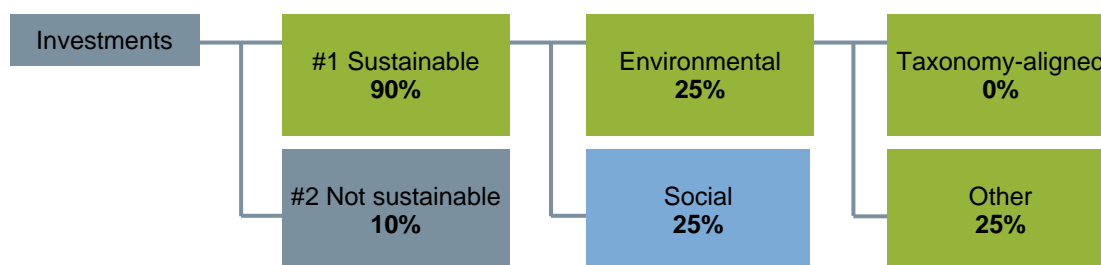 Investments
#1 Sustainable
90%
Environmental
25%
Taxonomy-aligned
0%
#2 Not sustainable
10%
Social
25%
Other
25%